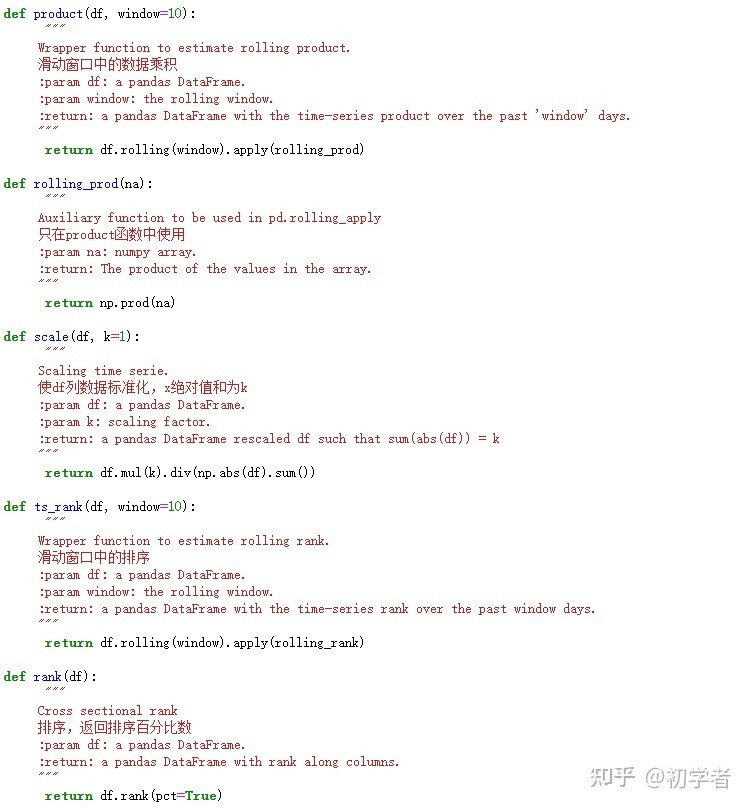 def product(df, window=10):
    """
    Wrapper function to estimate rolling product.
    滑动窗口中的数据乘积
    :param df: a pandas DataFrame.
    :param window: the rolling window.
    :return: a pandas DataFrame with the time-series product over the past 'window' days.
    """
    return df.rolling(window).apply(rolling_prod)
def rolling_prod(na):
    """
    Auxiliary function to be used in pd.rolling_apply
    只在product函数中使用
    :param na: numpy array.
    :return: The product of the values in the array.
    """
    return np.prod(na)
def scale(df, k=1):
    """
    Scaling time serie.
    使df列数据标准化，x绝对值和为k
    :param df: a pandas DataFrame.
    :param k: scaling factor.
    :return: a pandas DataFrame rescaled df such that sum(abs(df)) = k
    """
    return df.mul(k).div(np.abs(df).sum())
def ts_rank(df, window=10):
    """
    Wrapper function to estimate rolling rank.
    滑动窗口中的排序
    :param df: a pandas DataFrame.
    :param window: the rolling window.
    :return: a pandas DataFrame with the time-series rank over the past window days.
    """
    return df.rolling(window).apply(rolling_rank)
def rank(df):
    """
    Cross sectional rank
    排序，返回排序百分比数
    :param df: a pandas DataFrame.
    :return: a pandas DataFrame with rank along columns.
    """
    return df.rank(pct=True)
知乎 @初学者